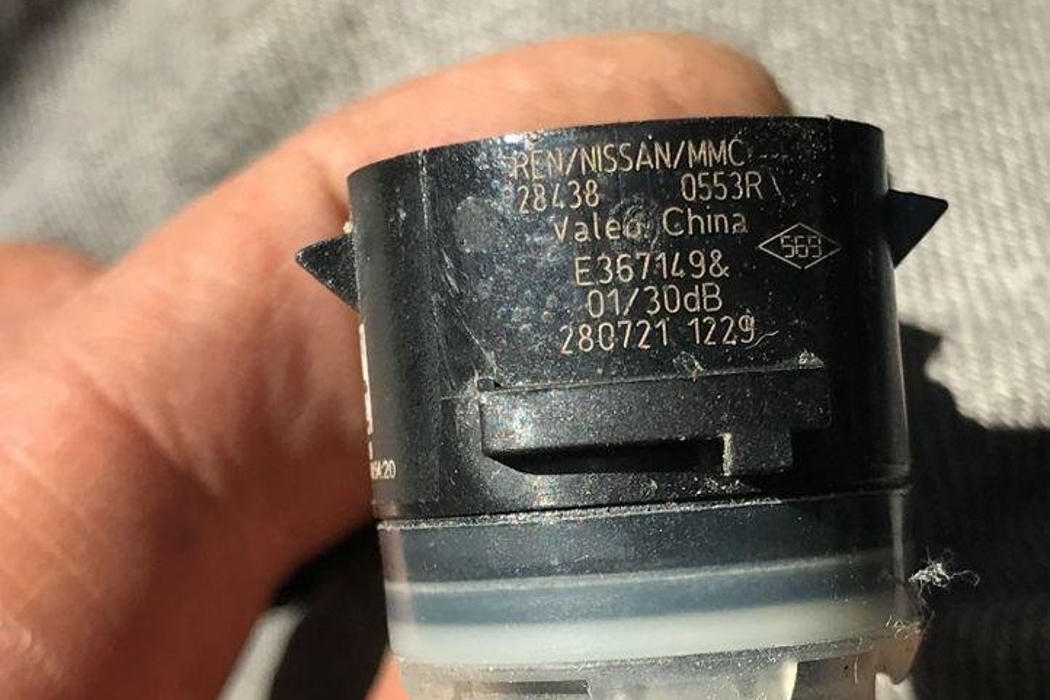 REN/NISSAN/MMC
28438 0553R
Valeo China
569
E367149&
01/30dB
280721 1229